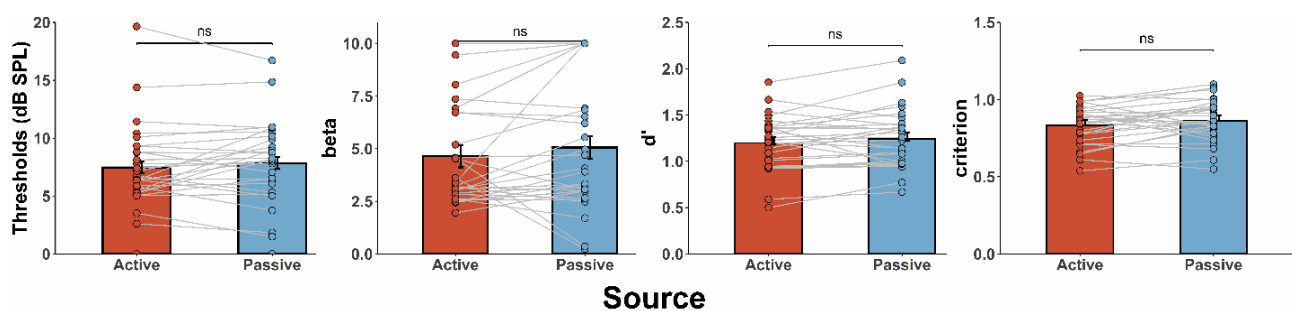 Thresholds (dB SPL)
20
15
10
5
0
ns
Active
Passive
beta
10.0
7.5
5.0
2.5
0.0
ns
Active
Passive
d'
2.5
2.0
1.5
1.0
0.5
0.0
ns
Active
Passive
criterion
1.5
1.0
0.5
0.0
ns
Active
Passive
Source